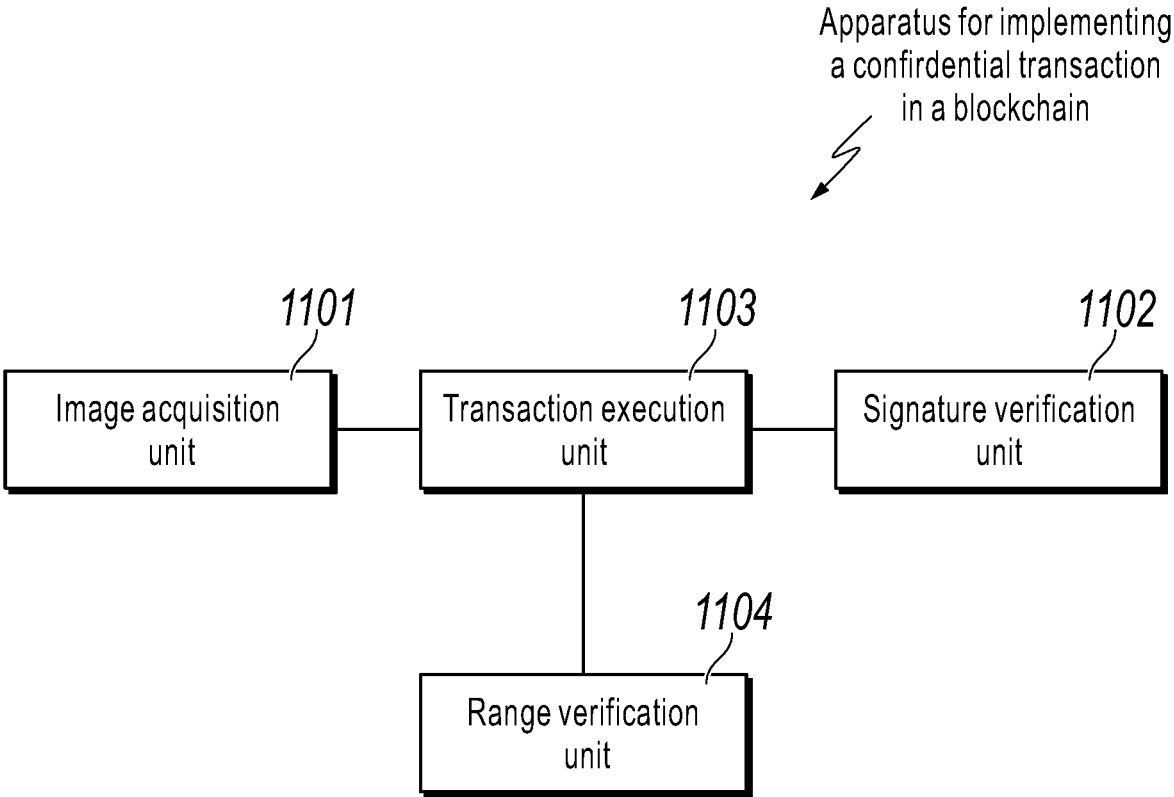 Apparatus for implementing
a confirdential transaction
in a blockchain
1101
1103
1102
Image acquisition
unit
Transaction execution
unit
Signature verification
unit
1104
Range verification
unit